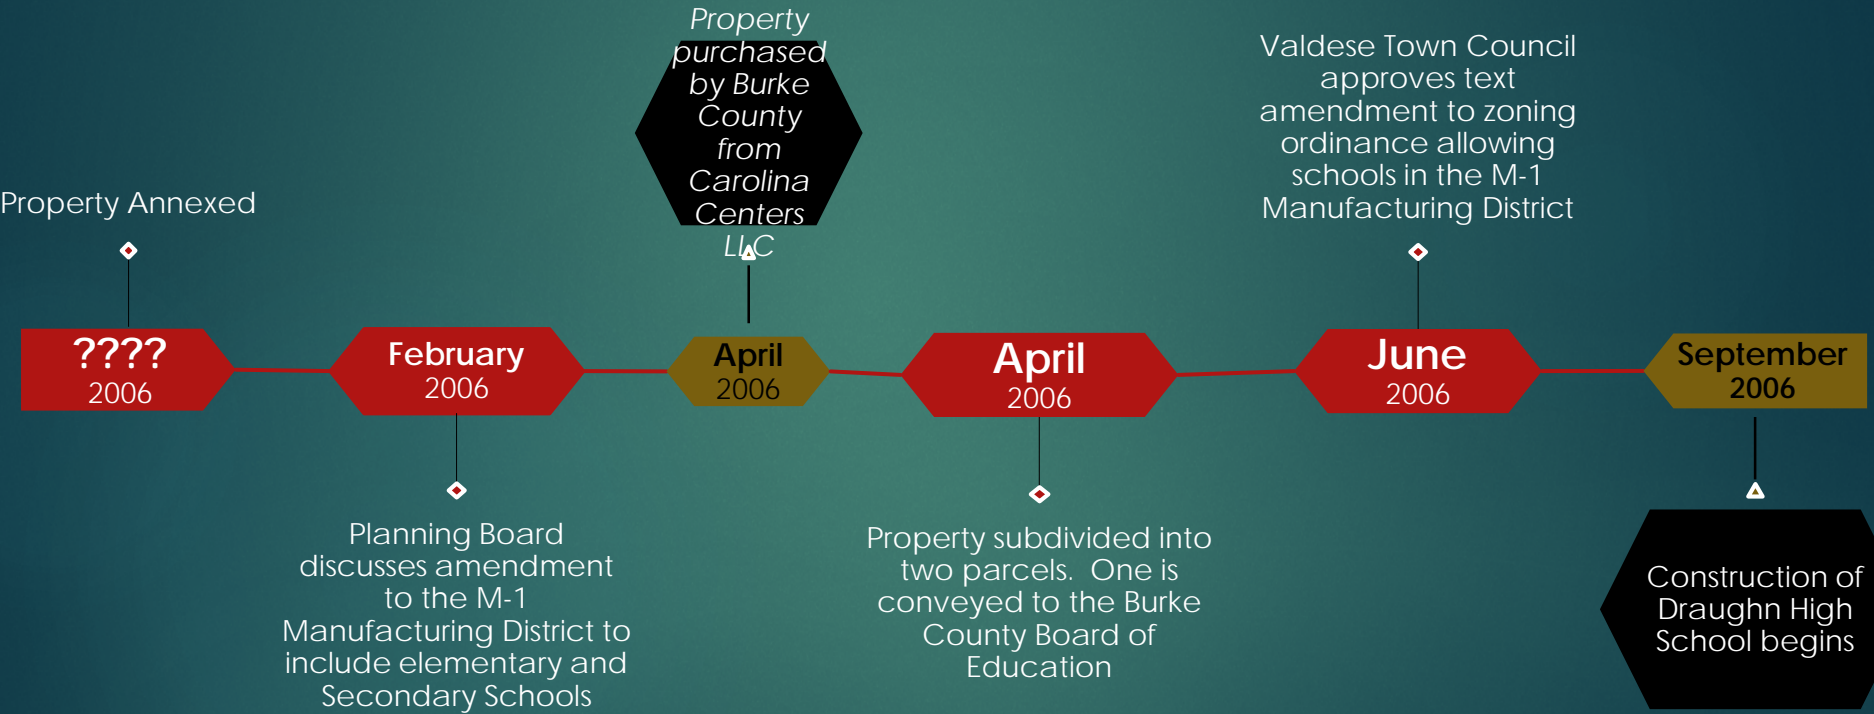 Property Annexed
????
2006
February
2006
Planning Board
discusses amendment
to the M-1
Manufacturing District to
include elementary and
Secondary Schools
Property
purchased
by Burke
County
from
Carolina
Centers
LLC
April
2006
April
2006
Property subdivided into
two parcels.  One is
conveyed to the Burke
County Board of
Education
Valdese Town Council
approves text
amendment to zoning
ordinance allowing
schools in the M-1
Manufacturing District
June
2006
September
2006
Construction of
Draughn High
School begins